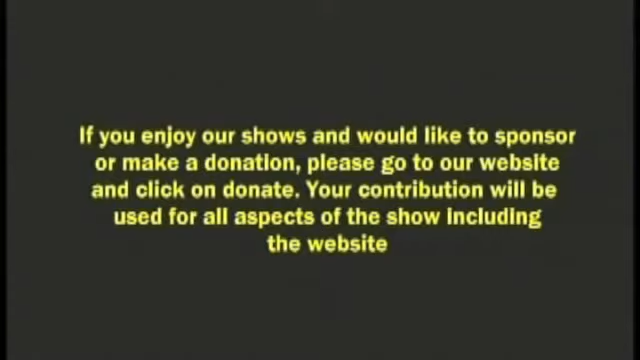 If you enjoy our shows and would like to sponsor
or make a donation, please go to our website
and click on donate. Your contribution will be
used for all aspects of the show including
the website